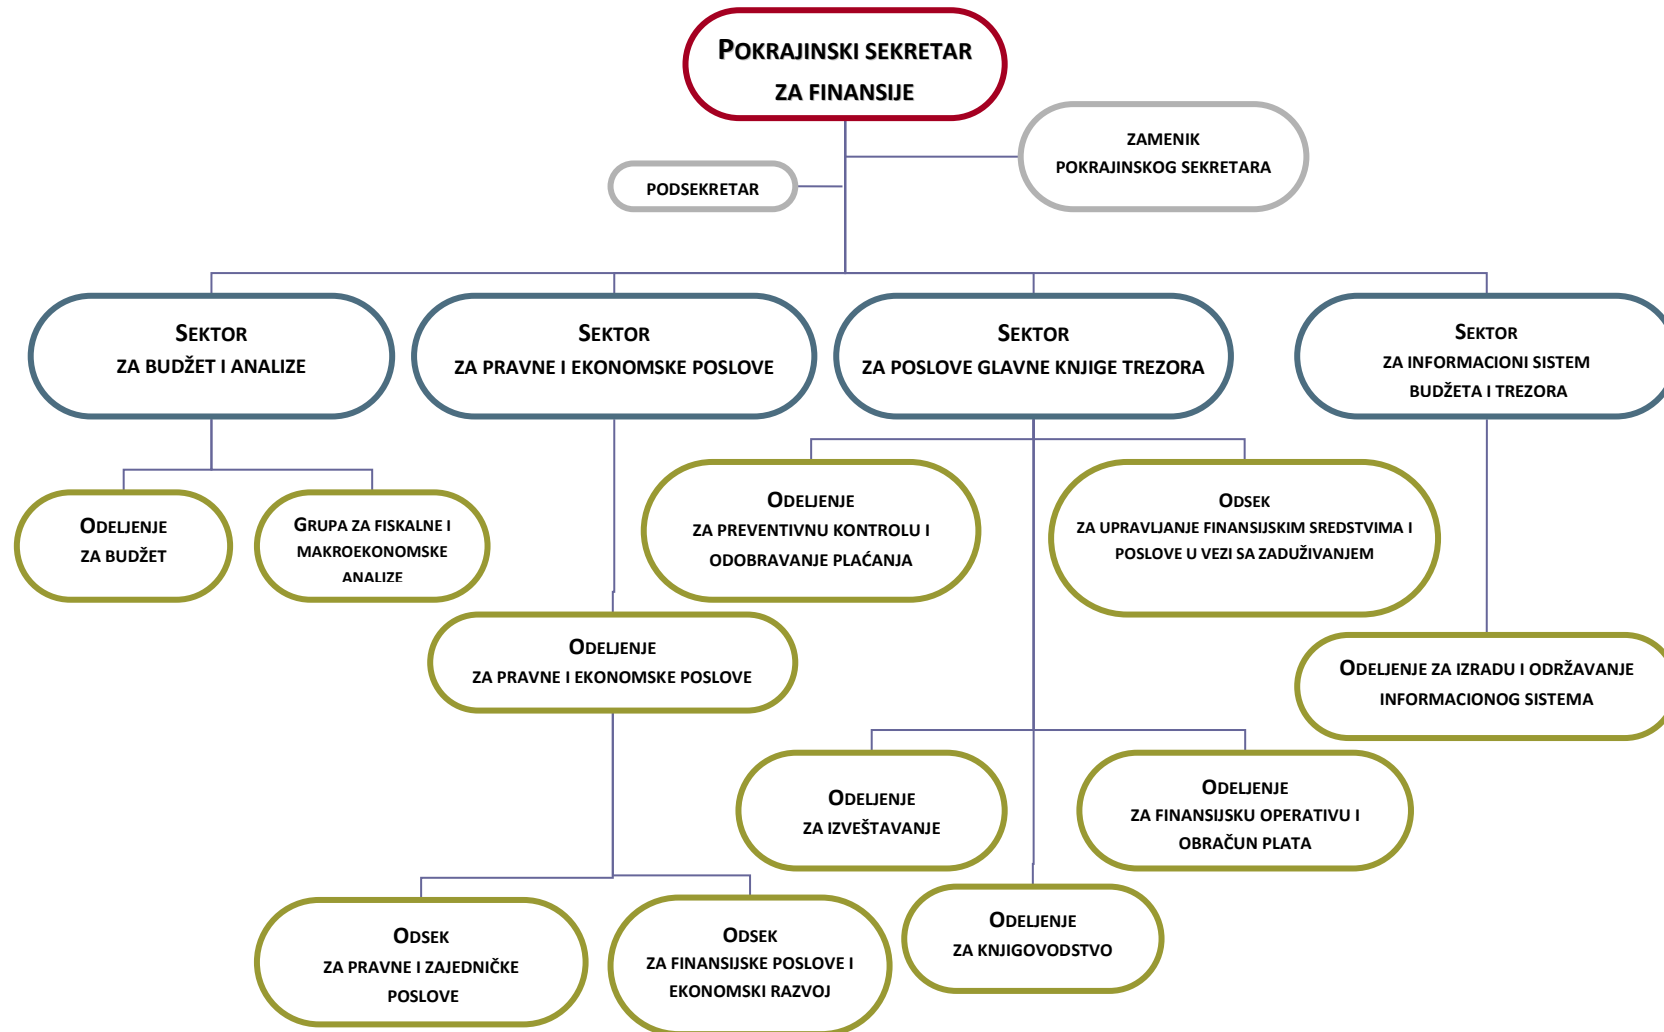 POKRAJINSKI SEKRETAR
ZA FINANSIJE
ZAMENIK
POKRAJINSKOG SEKRETARA
PODSEKRETAR
SEKTOR
ZA BUDŽET I ANALIZE
SEKTOR
ZA PRAVNE I EKONOMSKE POSLOVE
SEKTOR
ZA POSLOVE GLAVNE KNJIGE TREZORA
SEKTOR
ZA INFORMACIONI SISTEM
BUDŽETA I TREZORA
ODELJENJE
ZA BUDŽET
GRUPA ZA FISKALNE I
MAKROEKONOMSKE
ANALIZE
ODELJENJE
ZA PREVENTIVNU KONTROLU I
ODOBRAVANJE PLAĆANJA
ODSEK
ZA UPRAVLJANJE FINANSIJSKIM SREDSTVIMA I
POSLOVE U VEZI SA ZADUŽIVANJEM
ODELJENJE
ZA PRAVNE I EKONOMSKE POSLOVE
ODELJENJE ZA IZRADU I ODRŽAVANJE
INFORMACIONOG SISTEMA
ODELJENJE
ZA IZVEŠTAVANJE
ODELJENJE
ZA FINANSIJSKU OPERATIVU I
OBRAČUN PLATA
ODSEK
ZA PRAVNE I ZAJEDNIČKE
POSLOVE
ODSEK
ZA FINANSIJSKE POSLOVE I
EKONOMSKI RAZVOJ
ODELJENJE
ZA KNJIGOVODSTVO